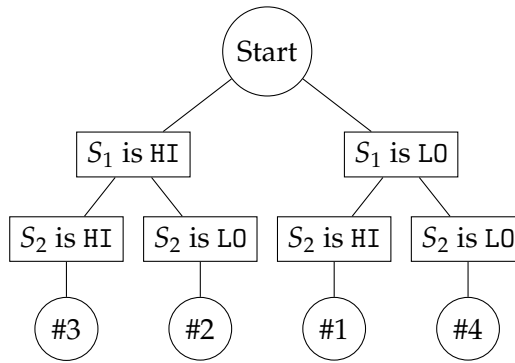 Start
S₁ is HI
S₁ is LO
S₂ is HI
S₂ is LO
S₂ is HI
S₂ is LO
#3
#2
#1
#4